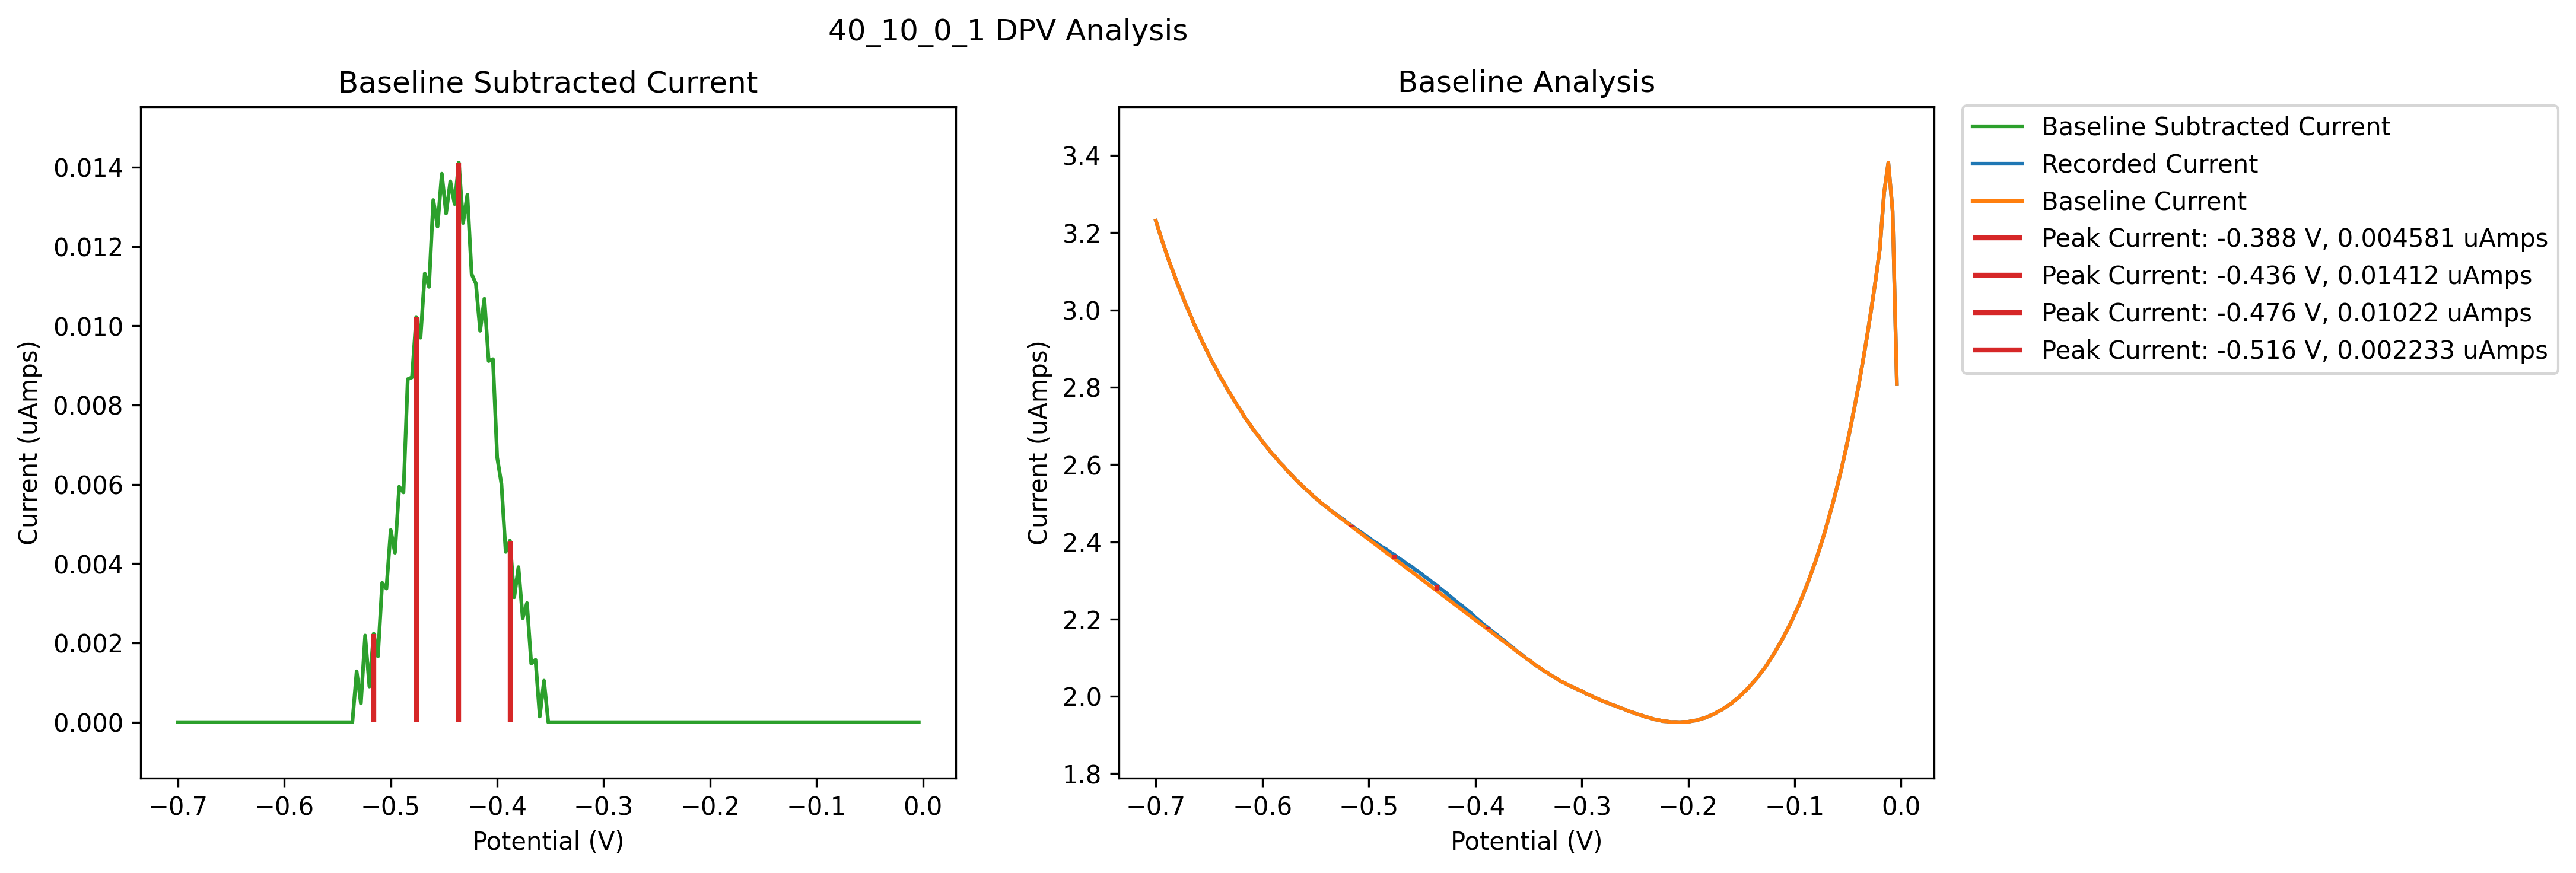 40_10_0_1 DPV Analysis
Baseline Subtracted Current
0.014
0.012
0.010
0.008
0.006
0.004
0.002
0.000
Current (uAmps)
−0.7 −0.6 −0.5 −0.4 −0.3 −0.2 −0.1 0.0
Potential (V)
Baseline Analysis
3.4
3.2
3.0
2.8
2.6
2.4
2.2
2.0
1.8
Current (uAmps)
−0.7 −0.6 −0.5 −0.4 −0.3 −0.2 −0.1 0.0
Potential (V)
Baseline Subtracted Current
Recorded Current
Baseline Current
Peak Current: -0.388 V, 0.004581 uAmps
Peak Current: -0.436 V, 0.01412 uAmps
Peak Current: -0.476 V, 0.01022 uAmps
Peak Current: -0.516 V, 0.002233 uAmps